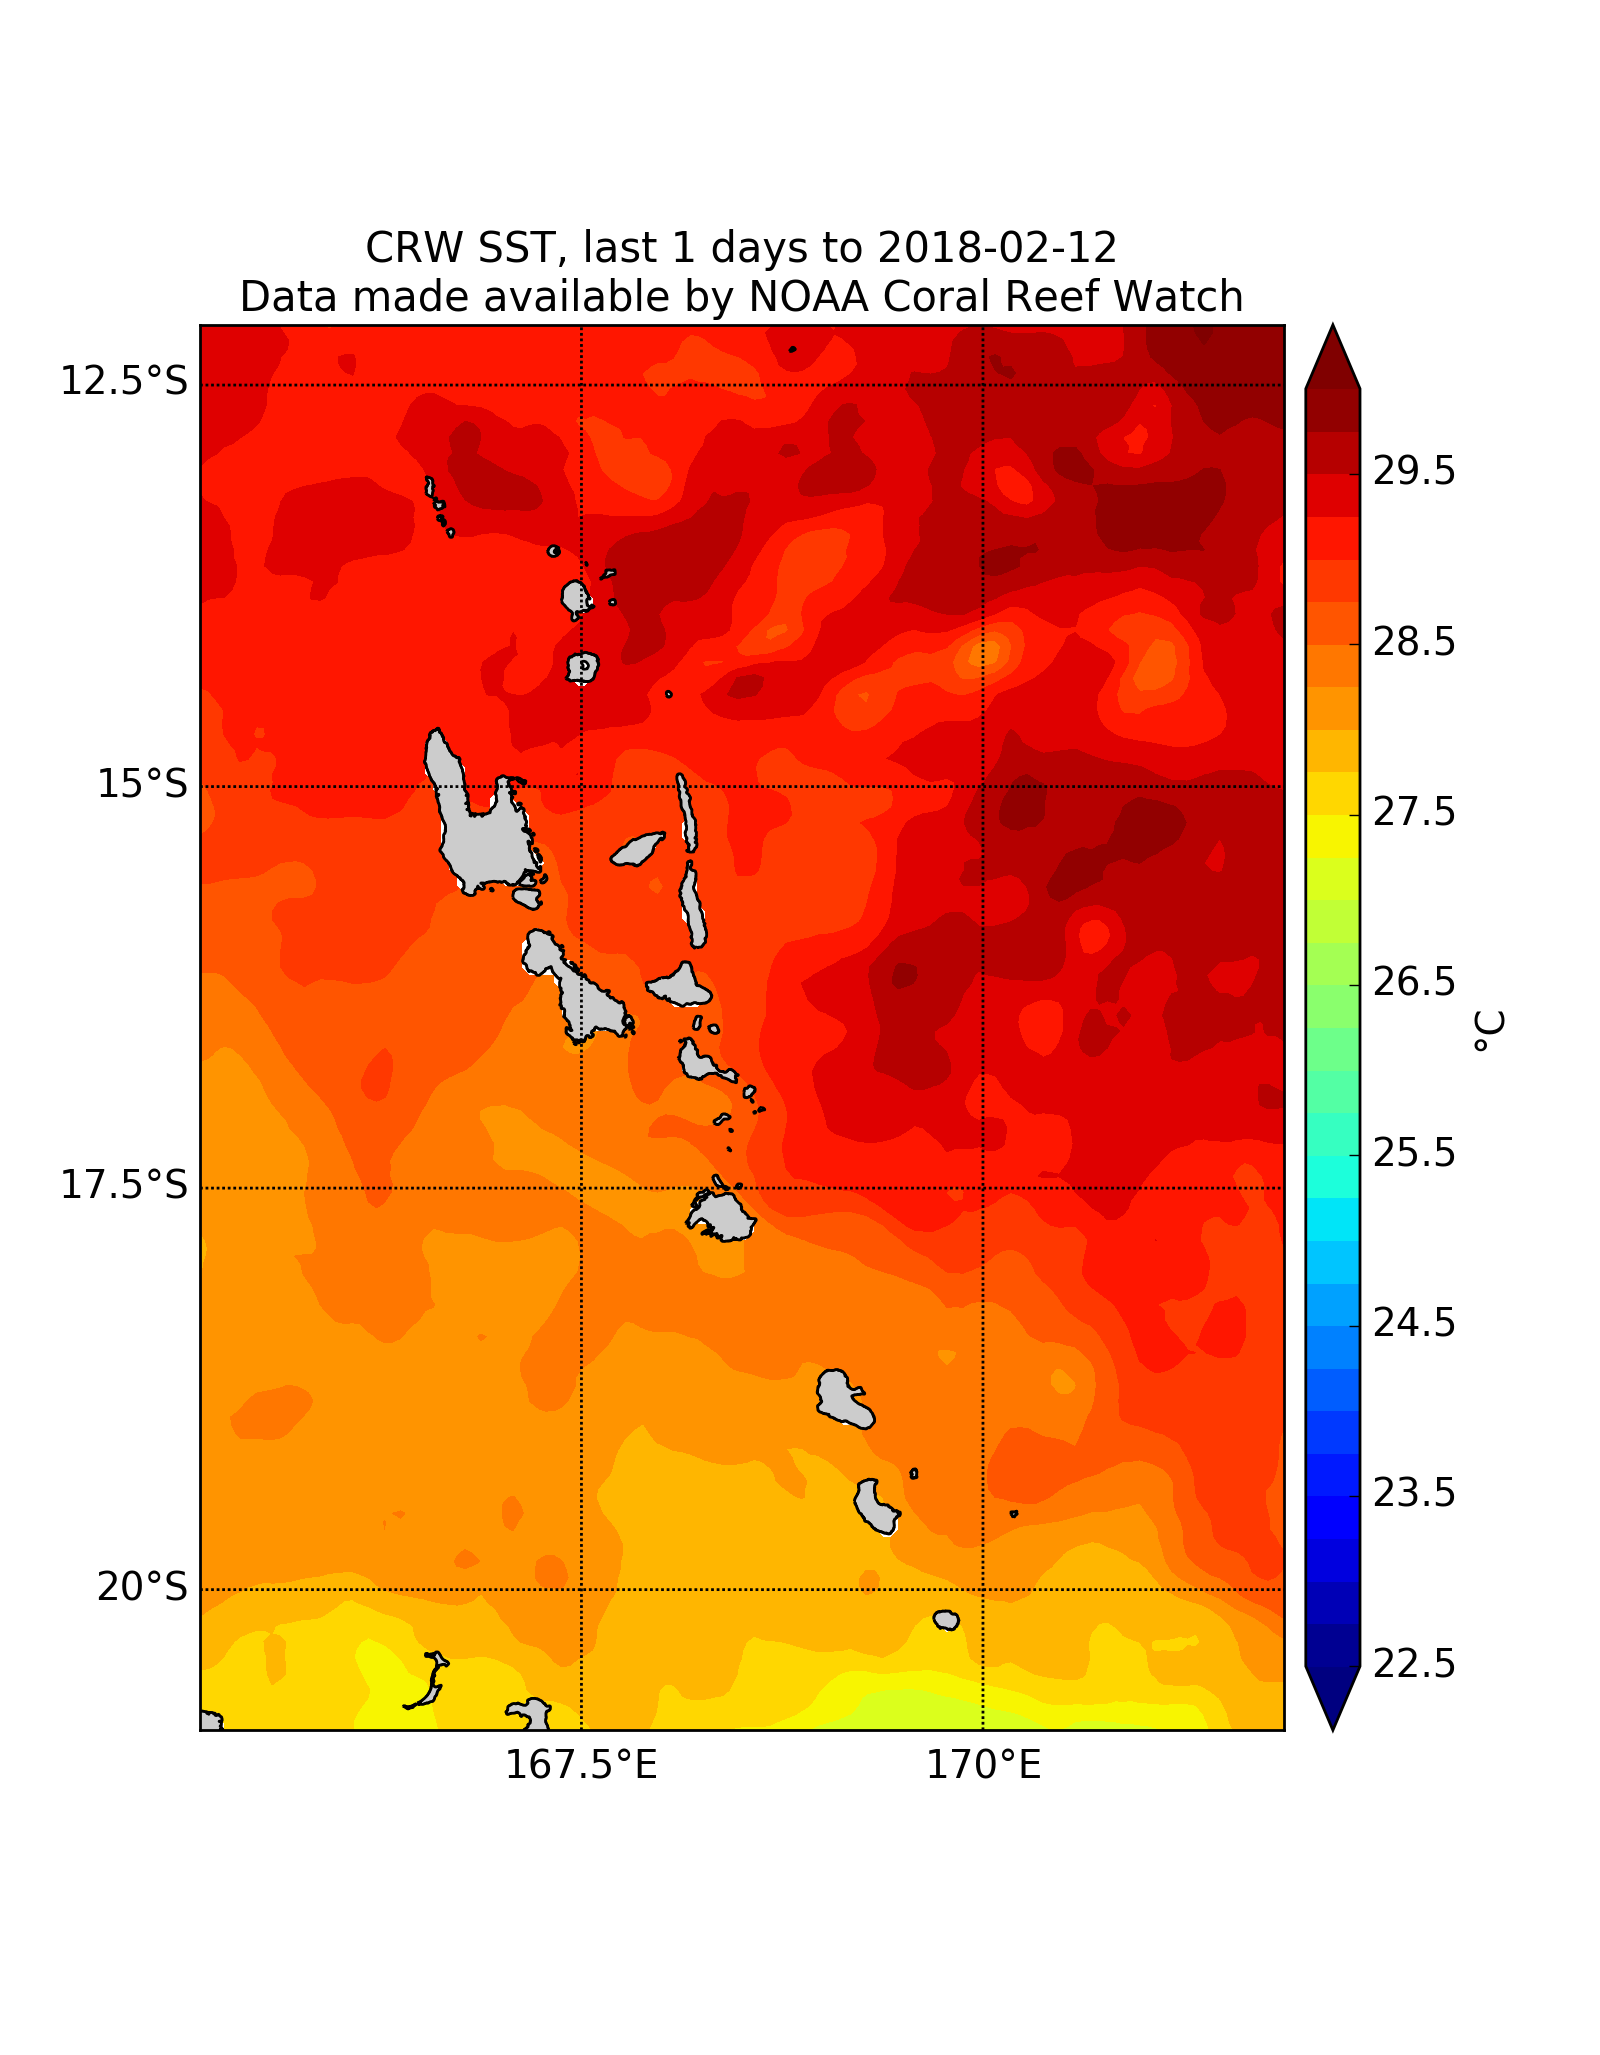 CRW SST, last 1 days to 2018-02-12
Data made available by NOAA Coral Reef Watch
12.5°S
15°S
17.5°S
20°S
167.5°E
170°E
29.5
28.5
27.5
26.5
25.5
24.5
23.5
22.5
°C